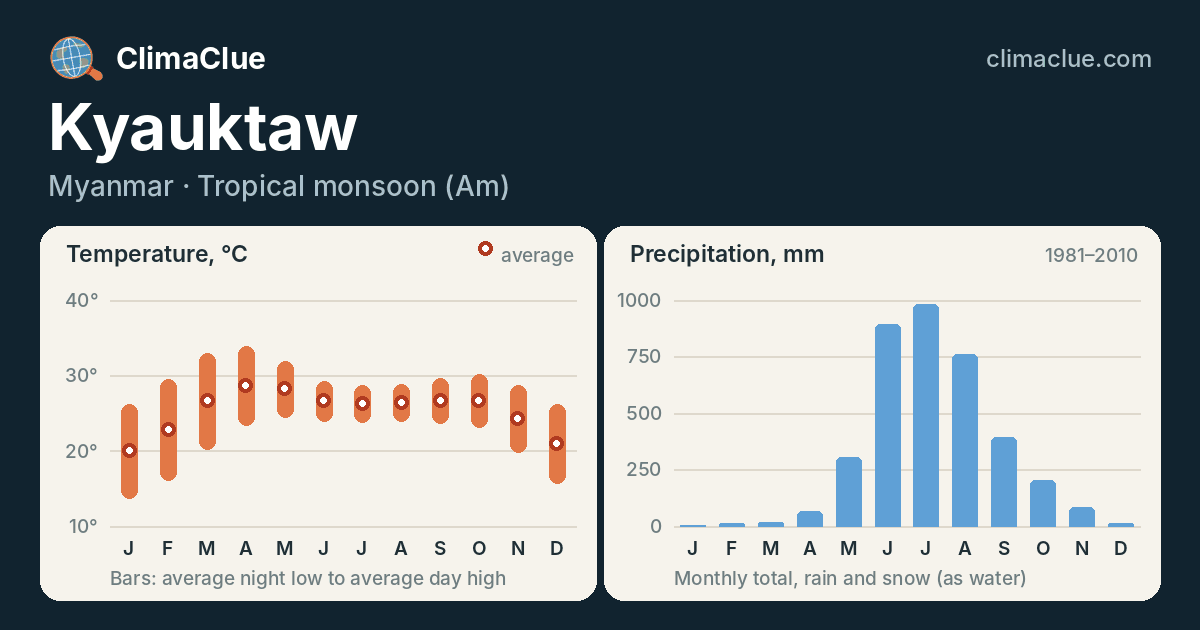 ClimaClue
climaclue.com
Kyauktaw
Myanmar · Tropical monsoon (Am)
Temperature, °C
average
40°
30°
20°
10°
J F M A M J J A S O N D
Bars: average night low to average day high
Precipitation, mm
1981–2010
1000
750
500
250
0
J F M A M J J A S O N D
Monthly total, rain and snow (as water)